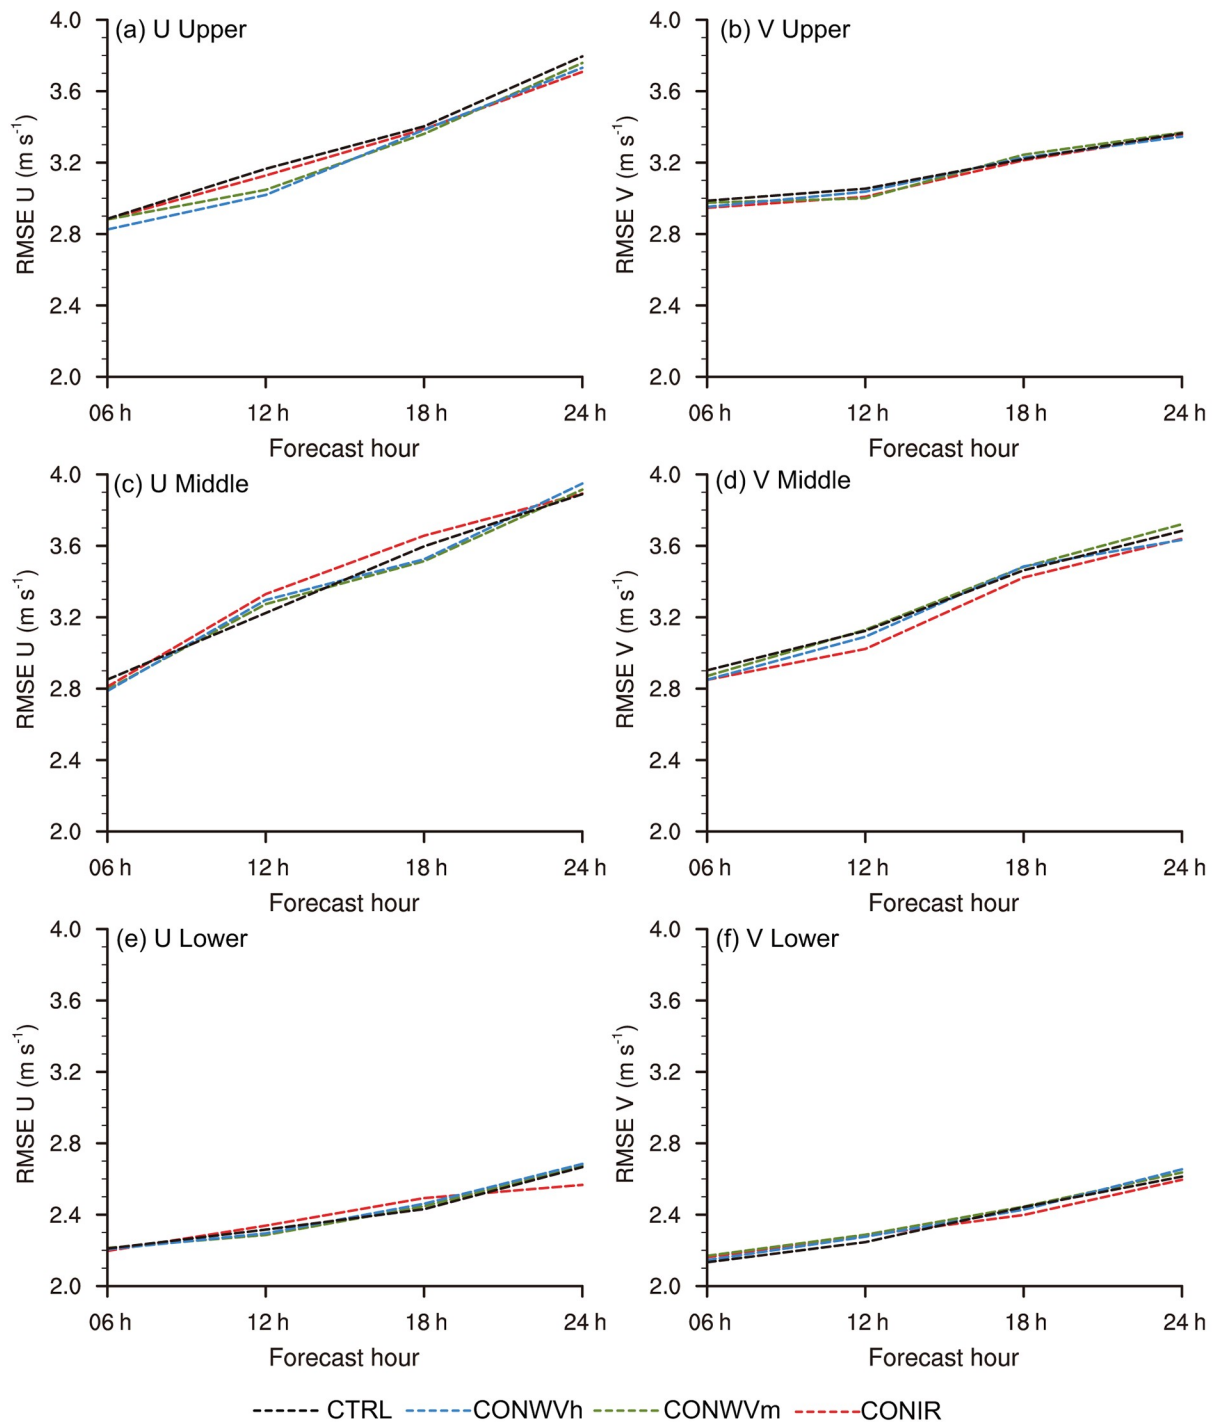 (a) U Upper
RMSE U (m s-1)
4.0
3.6
3.2
2.8
2.4
2.0
06 h 12 h 18 h 24 h
Forecast hour
(b) V Upper
RMSE V (m s-1)
4.0
3.6
3.2
2.8
2.4
2.0
06 h 12 h 18 h 24 h
Forecast hour
(c) U Middle
RMSE U (m s-1)
4.0
3.6
3.2
2.8
2.4
2.0
06 h 12 h 18 h 24 h
Forecast hour
(d) V Middle
RMSE V (m s-1)
4.0
3.6
3.2
2.8
2.4
2.0
06 h 12 h 18 h 24 h
Forecast hour
(e) U Lower
RMSE U (m s-1)
4.0
3.6
3.2
2.8
2.4
2.0
06 h 12 h 18 h 24 h
Forecast hour
(f) V Lower
RMSE V (m s-1)
4.0
3.6
3.2
2.8
2.4
2.0
06 h 12 h 18 h 24 h
Forecast hour
CTRL CONWVh CONWVm CONIR